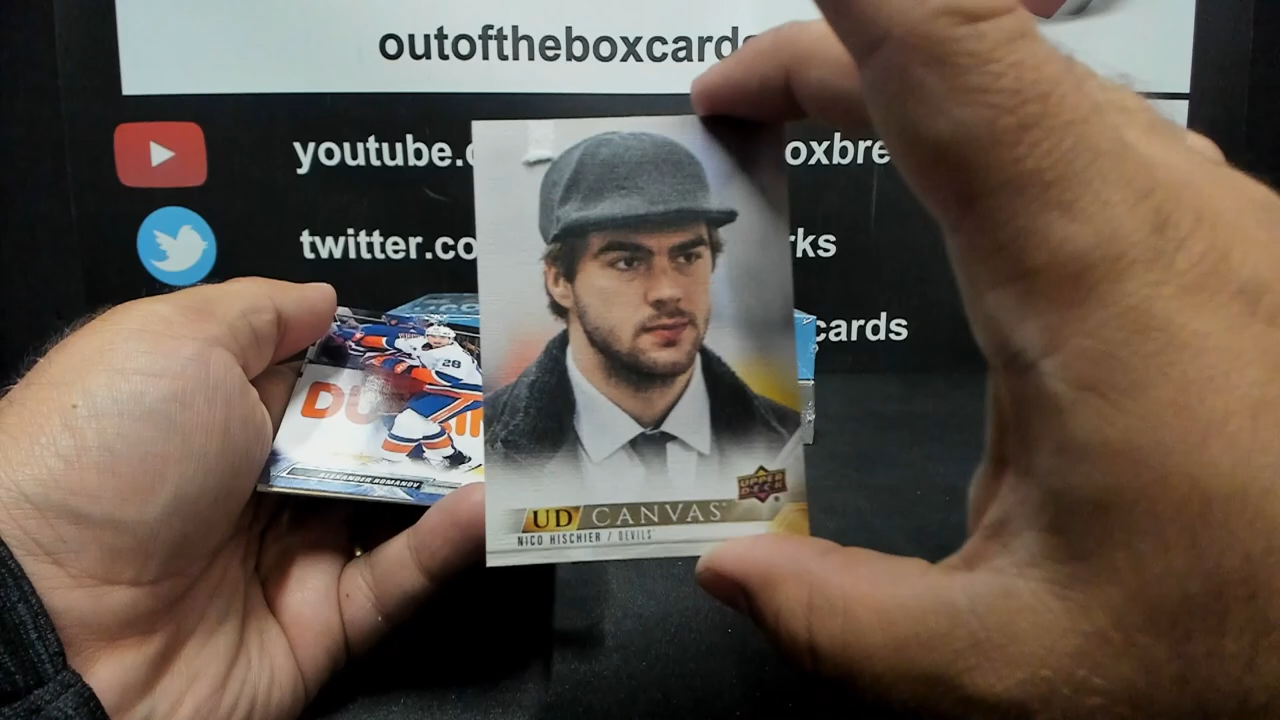 outoftheboxcards
youtube.c oxbre
twitter.co rks
cards
28
DU
ALEXANDER ROMANOV
UPPER
DECK
UD CANVAS
NICO HISCHIER / DEVILS